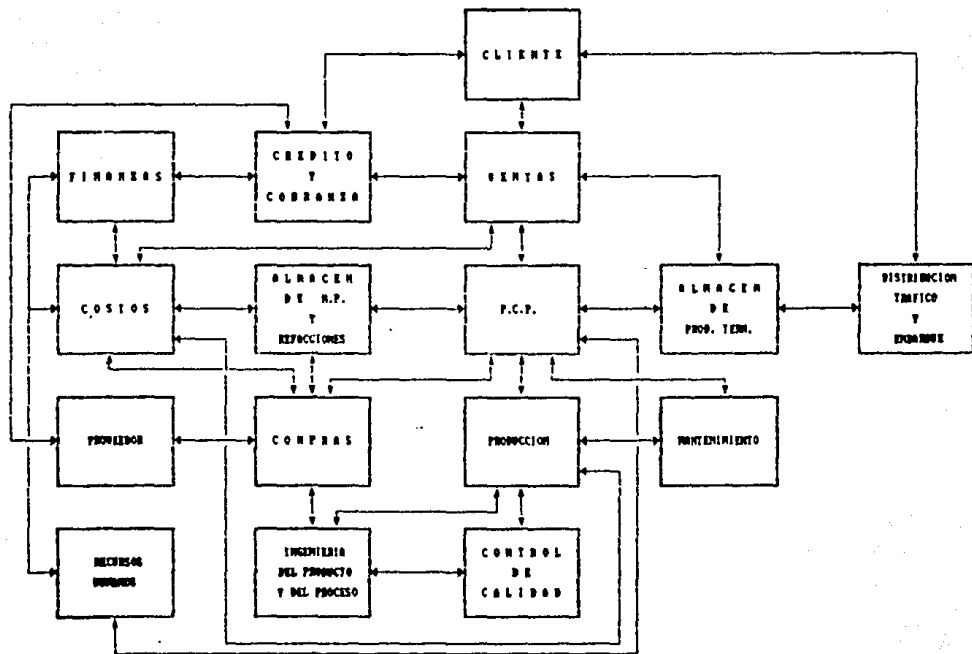 CLIENTE
FINANZAS
CREDITO
Y
COBRANZA
VENTAS
COSTOS
ALMACEN
DE M.P.
Y
REFACCIONES
P.C.P.
ALMACEN
DE
PROD. TERM.
DISTRIBUCION
TRAFICO
Y
EMBARQUE
PROVEEDOR
COMPRAS
PRODUCCION
MANTENIMIENTO
RECURSOS
HUMANOS
INGENIERIA
DEL PRODUCTO
Y DEL PROCESO
CONTROL
DE
CALIDAD